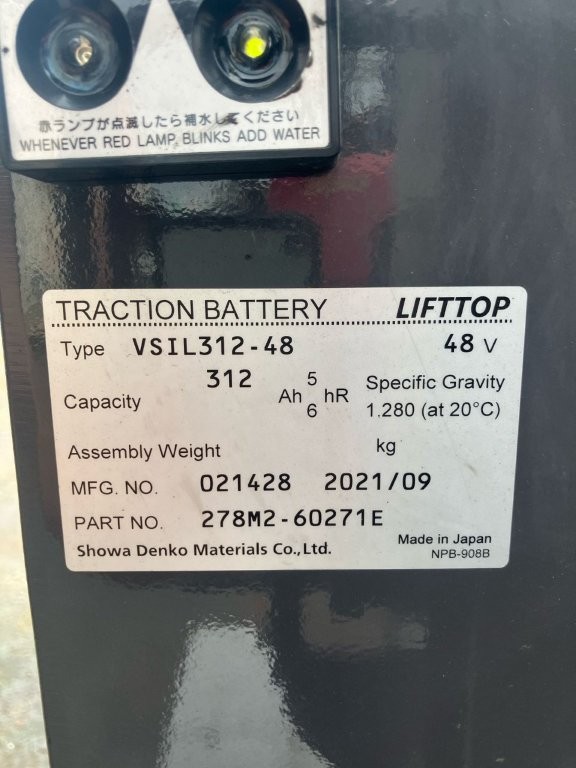 赤ランプが点滅したら補水してください
WHENEVER RED LAMP BLINKS ADD WATER
TRACTION BATTERY LIFTTOP
Type VSIL312-48 48 V
Capacity 312 Ah 5 hR Specific Gravity
6 1.280 (at 20°C)
Assembly Weight kg
MFG. NO. 021428 2021/09
PART NO. 278M2-60271E
Showa Denko Materials Co.,Ltd. Made in Japan
NPB-908B